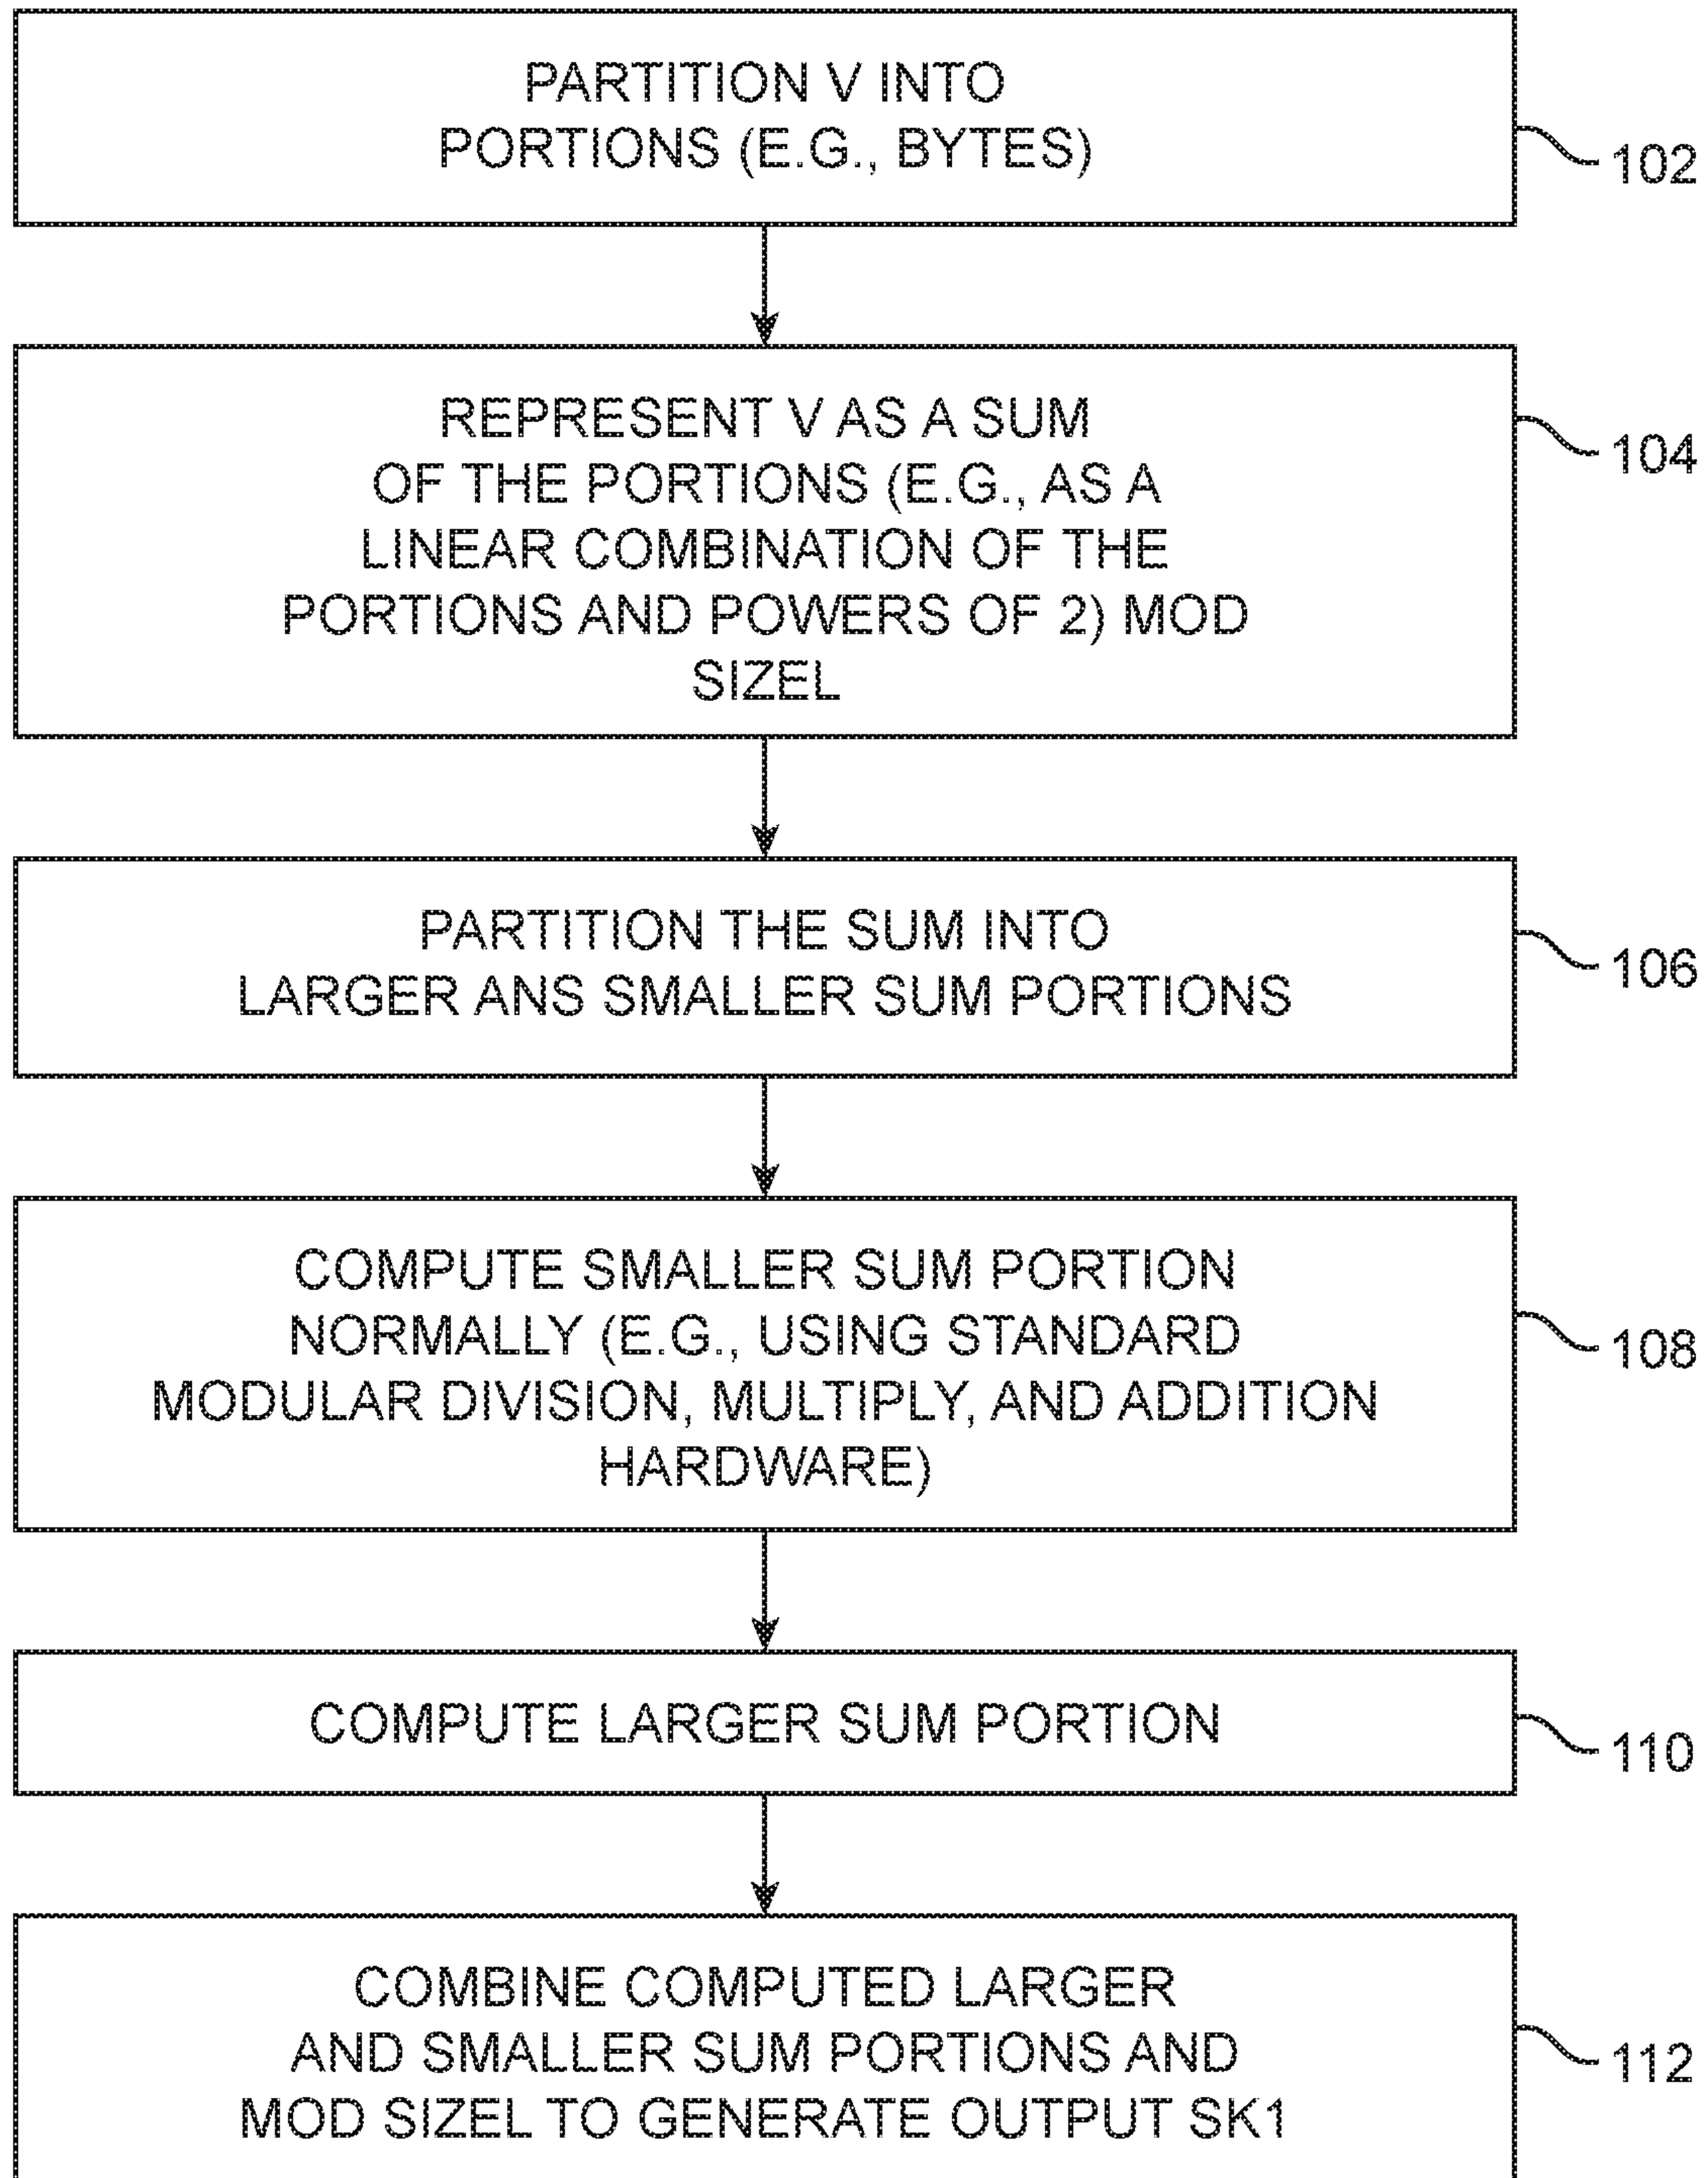 PARTITION V INTO
PORTIONS (E.G., BYTES)
102
REPRESENT V AS A SUM
OF THE PORTIONS (E.G., AS A
LINEAR COMBINATION OF THE
PORTIONS AND POWERS OF 2) MOD
SIZEL
104
PARTITION THE SUM INTO
LARGER ANS SMALLER SUM PORTIONS
106
COMPUTE SMALLER SUM PORTION
NORMALLY (E.G., USING STANDARD
MODULAR DIVISION, MULTIPLY, AND ADDITION
HARDWARE)
108
COMPUTE LARGER SUM PORTION
110
COMBINE COMPUTED LARGER
AND SMALLER SUM PORTIONS AND
MOD SIZEL TO GENERATE OUTPUT SK1
112